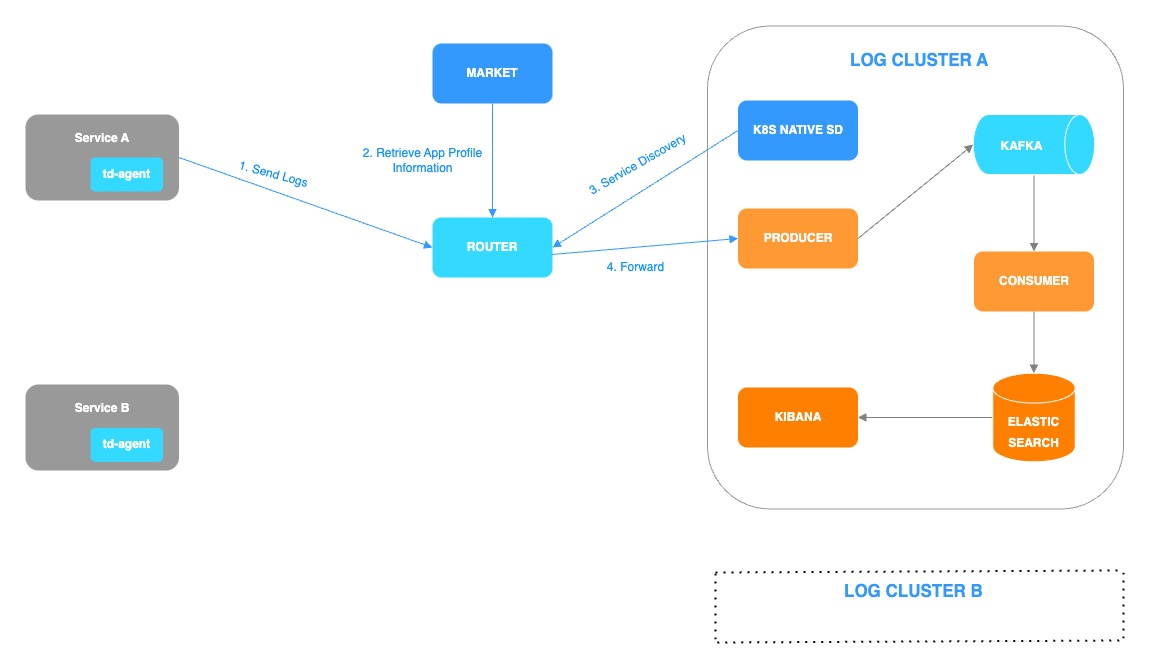 MARKET
LOG CLUSTER A
K8S NATIVE SD
KAFKA
Service A
td-agent
1. Send Logs
2. Retrieve App Profile
Information
3. Service Discovery
ROUTER
4. Forward
PRODUCER
CONSUMER
Service B
td-agent
KIBANA
ELASTIC
SEARCH
LOG CLUSTER B